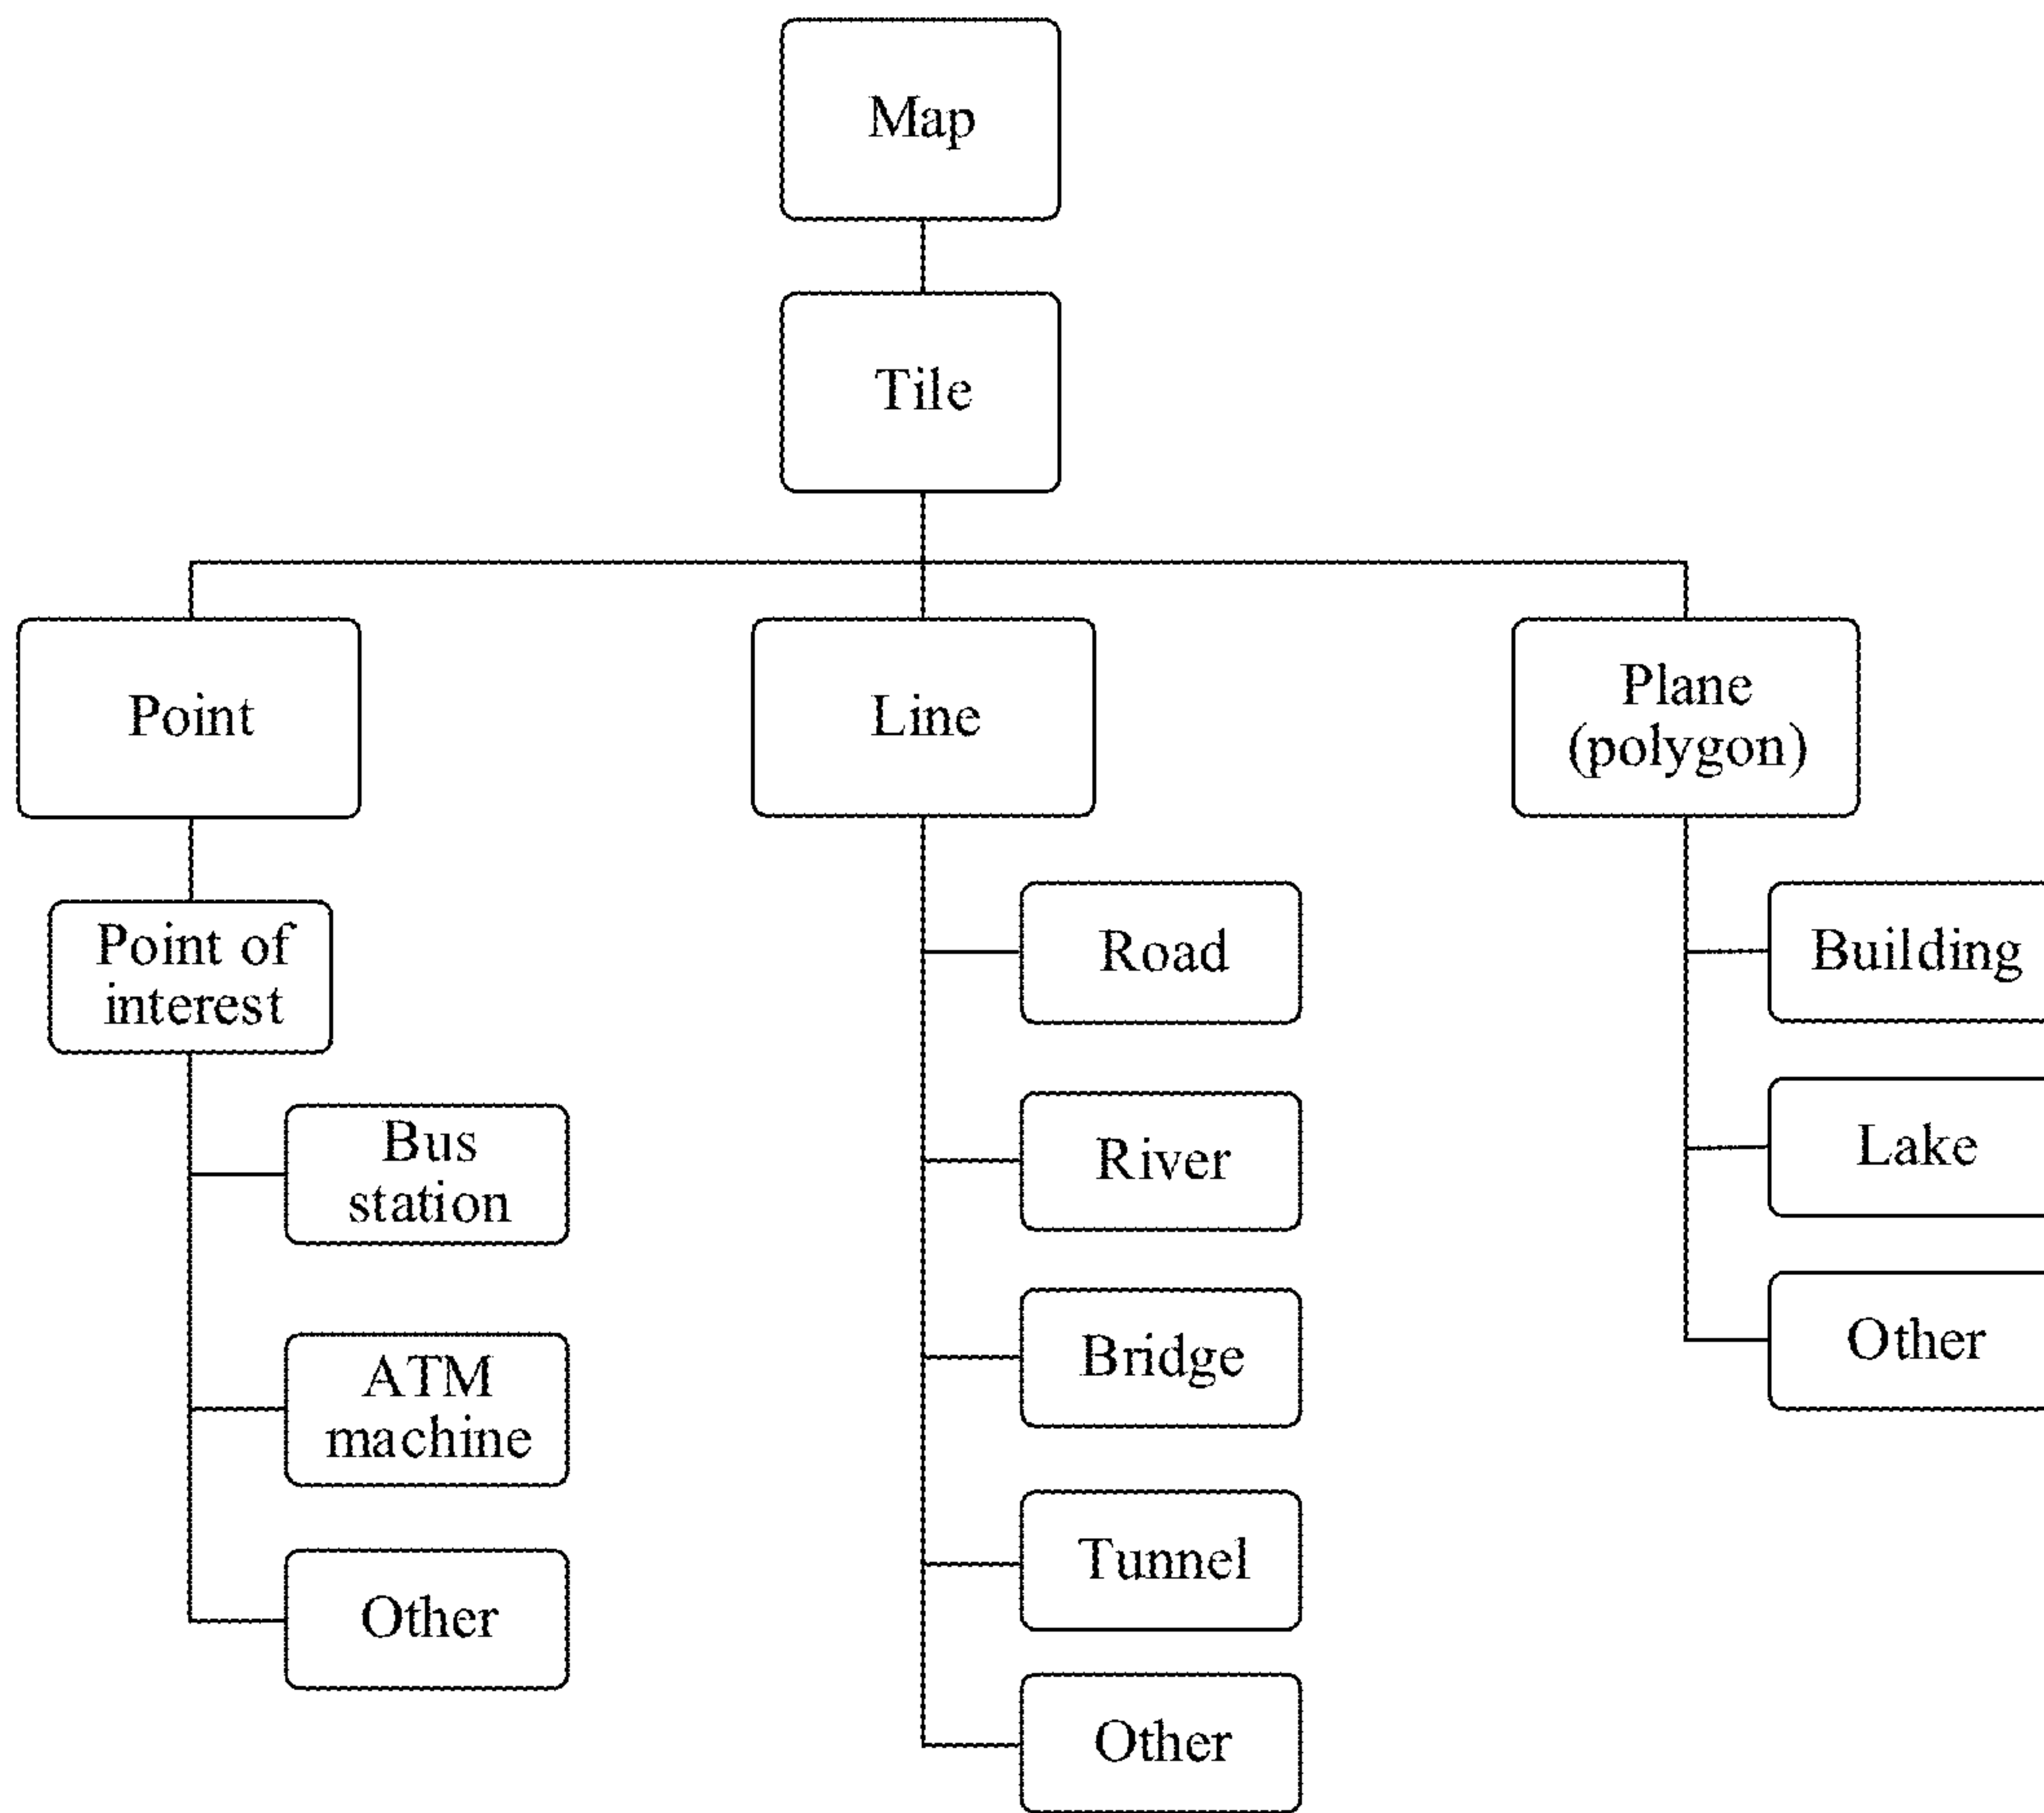 Map
Tile
Point
Line
Plane
(polygon)
Point of
interest
Bus
station
ATM
machine
Other
Road
River
Bridge
Tunnel
Other
Building
Lake
Other